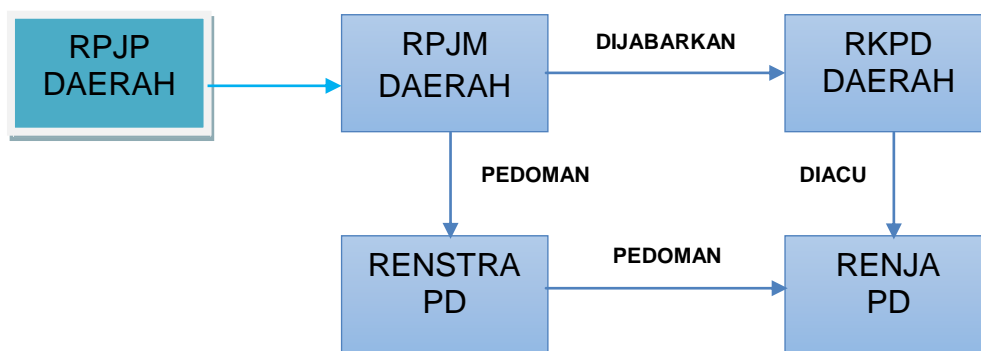 RPJP
DAERAH
RPJM
DAERAH
DIJABARKAN
RKPD
DAERAH
PEDOMAN
DIACU
RENSTRA
PD
PEDOMAN
RENJA
PD